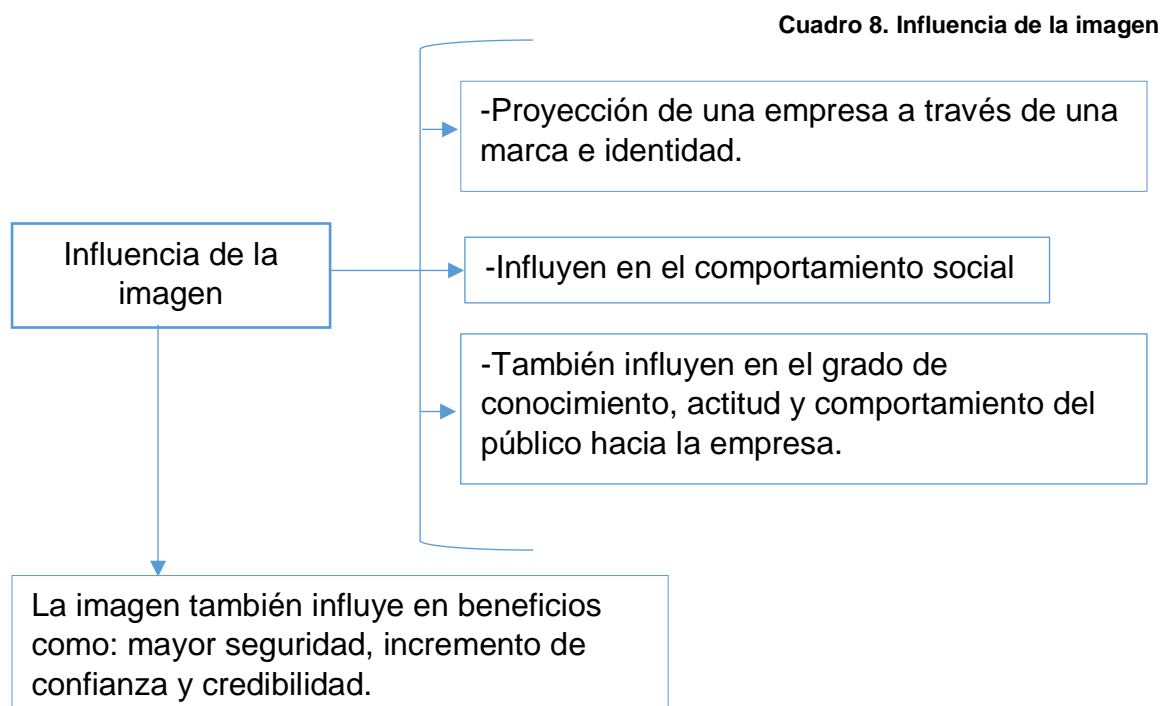 Cuadro 8. Influencia de la imagen
-Proyección de una empresa a través de una
marca e identidad.
Influencia de la
imagen
-Influyen en el comportamiento social
-También influyen en el grado de
conocimiento, actitud y comportamiento del
público hacia la empresa.
La imagen también influye en beneficios
como: mayor seguridad, incremento de
confianza y credibilidad.